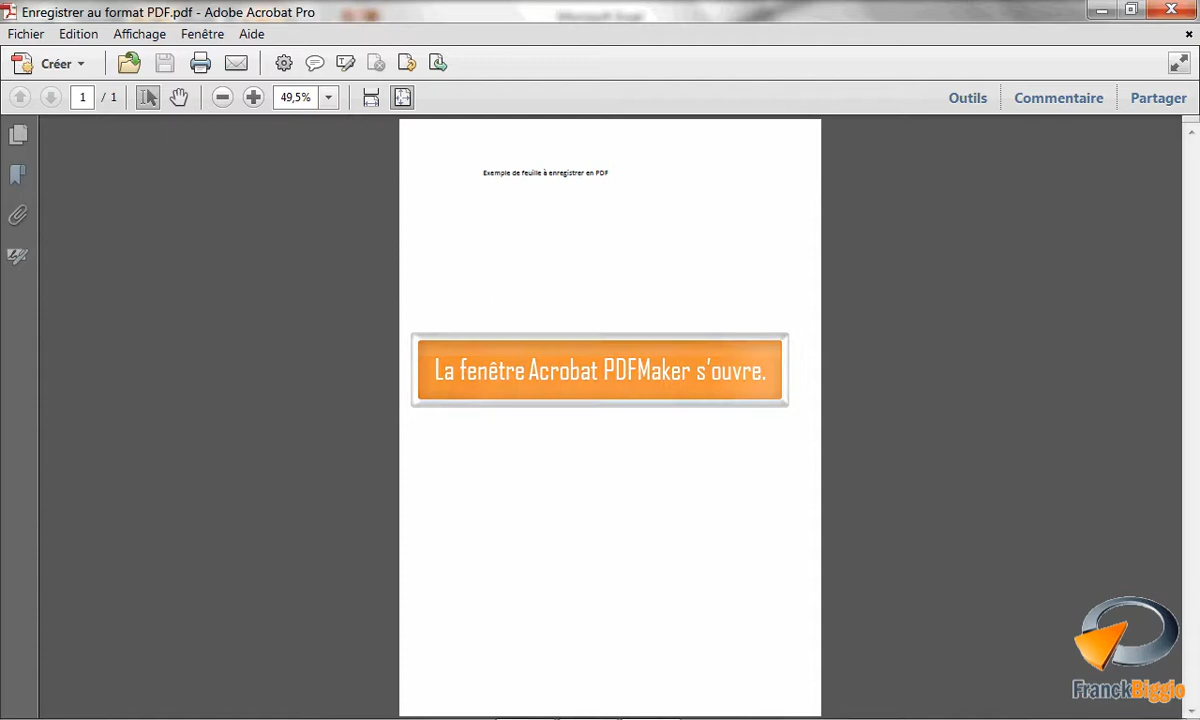 Enregistrer au format PDF.pdf - Adobe Acrobat Pro
Fichier Edition Affichage Fenêtre Aide
Créer
1 / 1 49,5% Outils Commentaire Partager
Exemple de feuille à enregistrer en PDF
La fenêtre Acrobat PDFMaker s'ouvre.
FranckBiggio